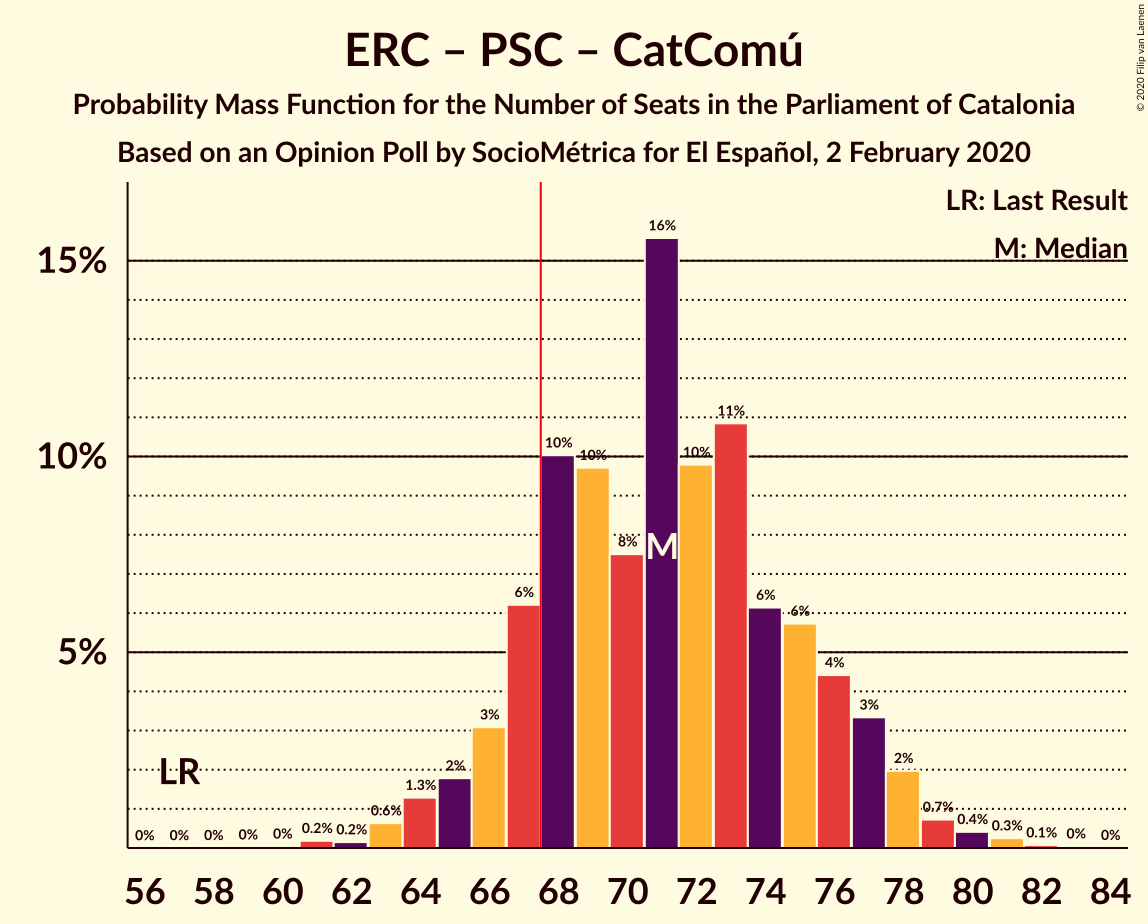 ERC – PSC – CatComú
Probability Mass Function for the Number of Seats in the Parliament of Catalonia
Based on an Opinion Poll by SocioMétrica for El Español, 2 February 2020
© 2020 Filip van Laenen
LR: Last Result
M: Median
15%
10%
5%
0% 0% 0% 0% 0% 0.2% 0.2% 0.6% 1.3% 2% 3% 6% 10% 10% 8% 16% 10% 11% 6% 6% 4% 3% 2% 0.7% 0.4% 0.3% 0.1% 0% 0%
LR
M
56 58 60 62 64 66 68 70 72 74 76 78 80 82 84